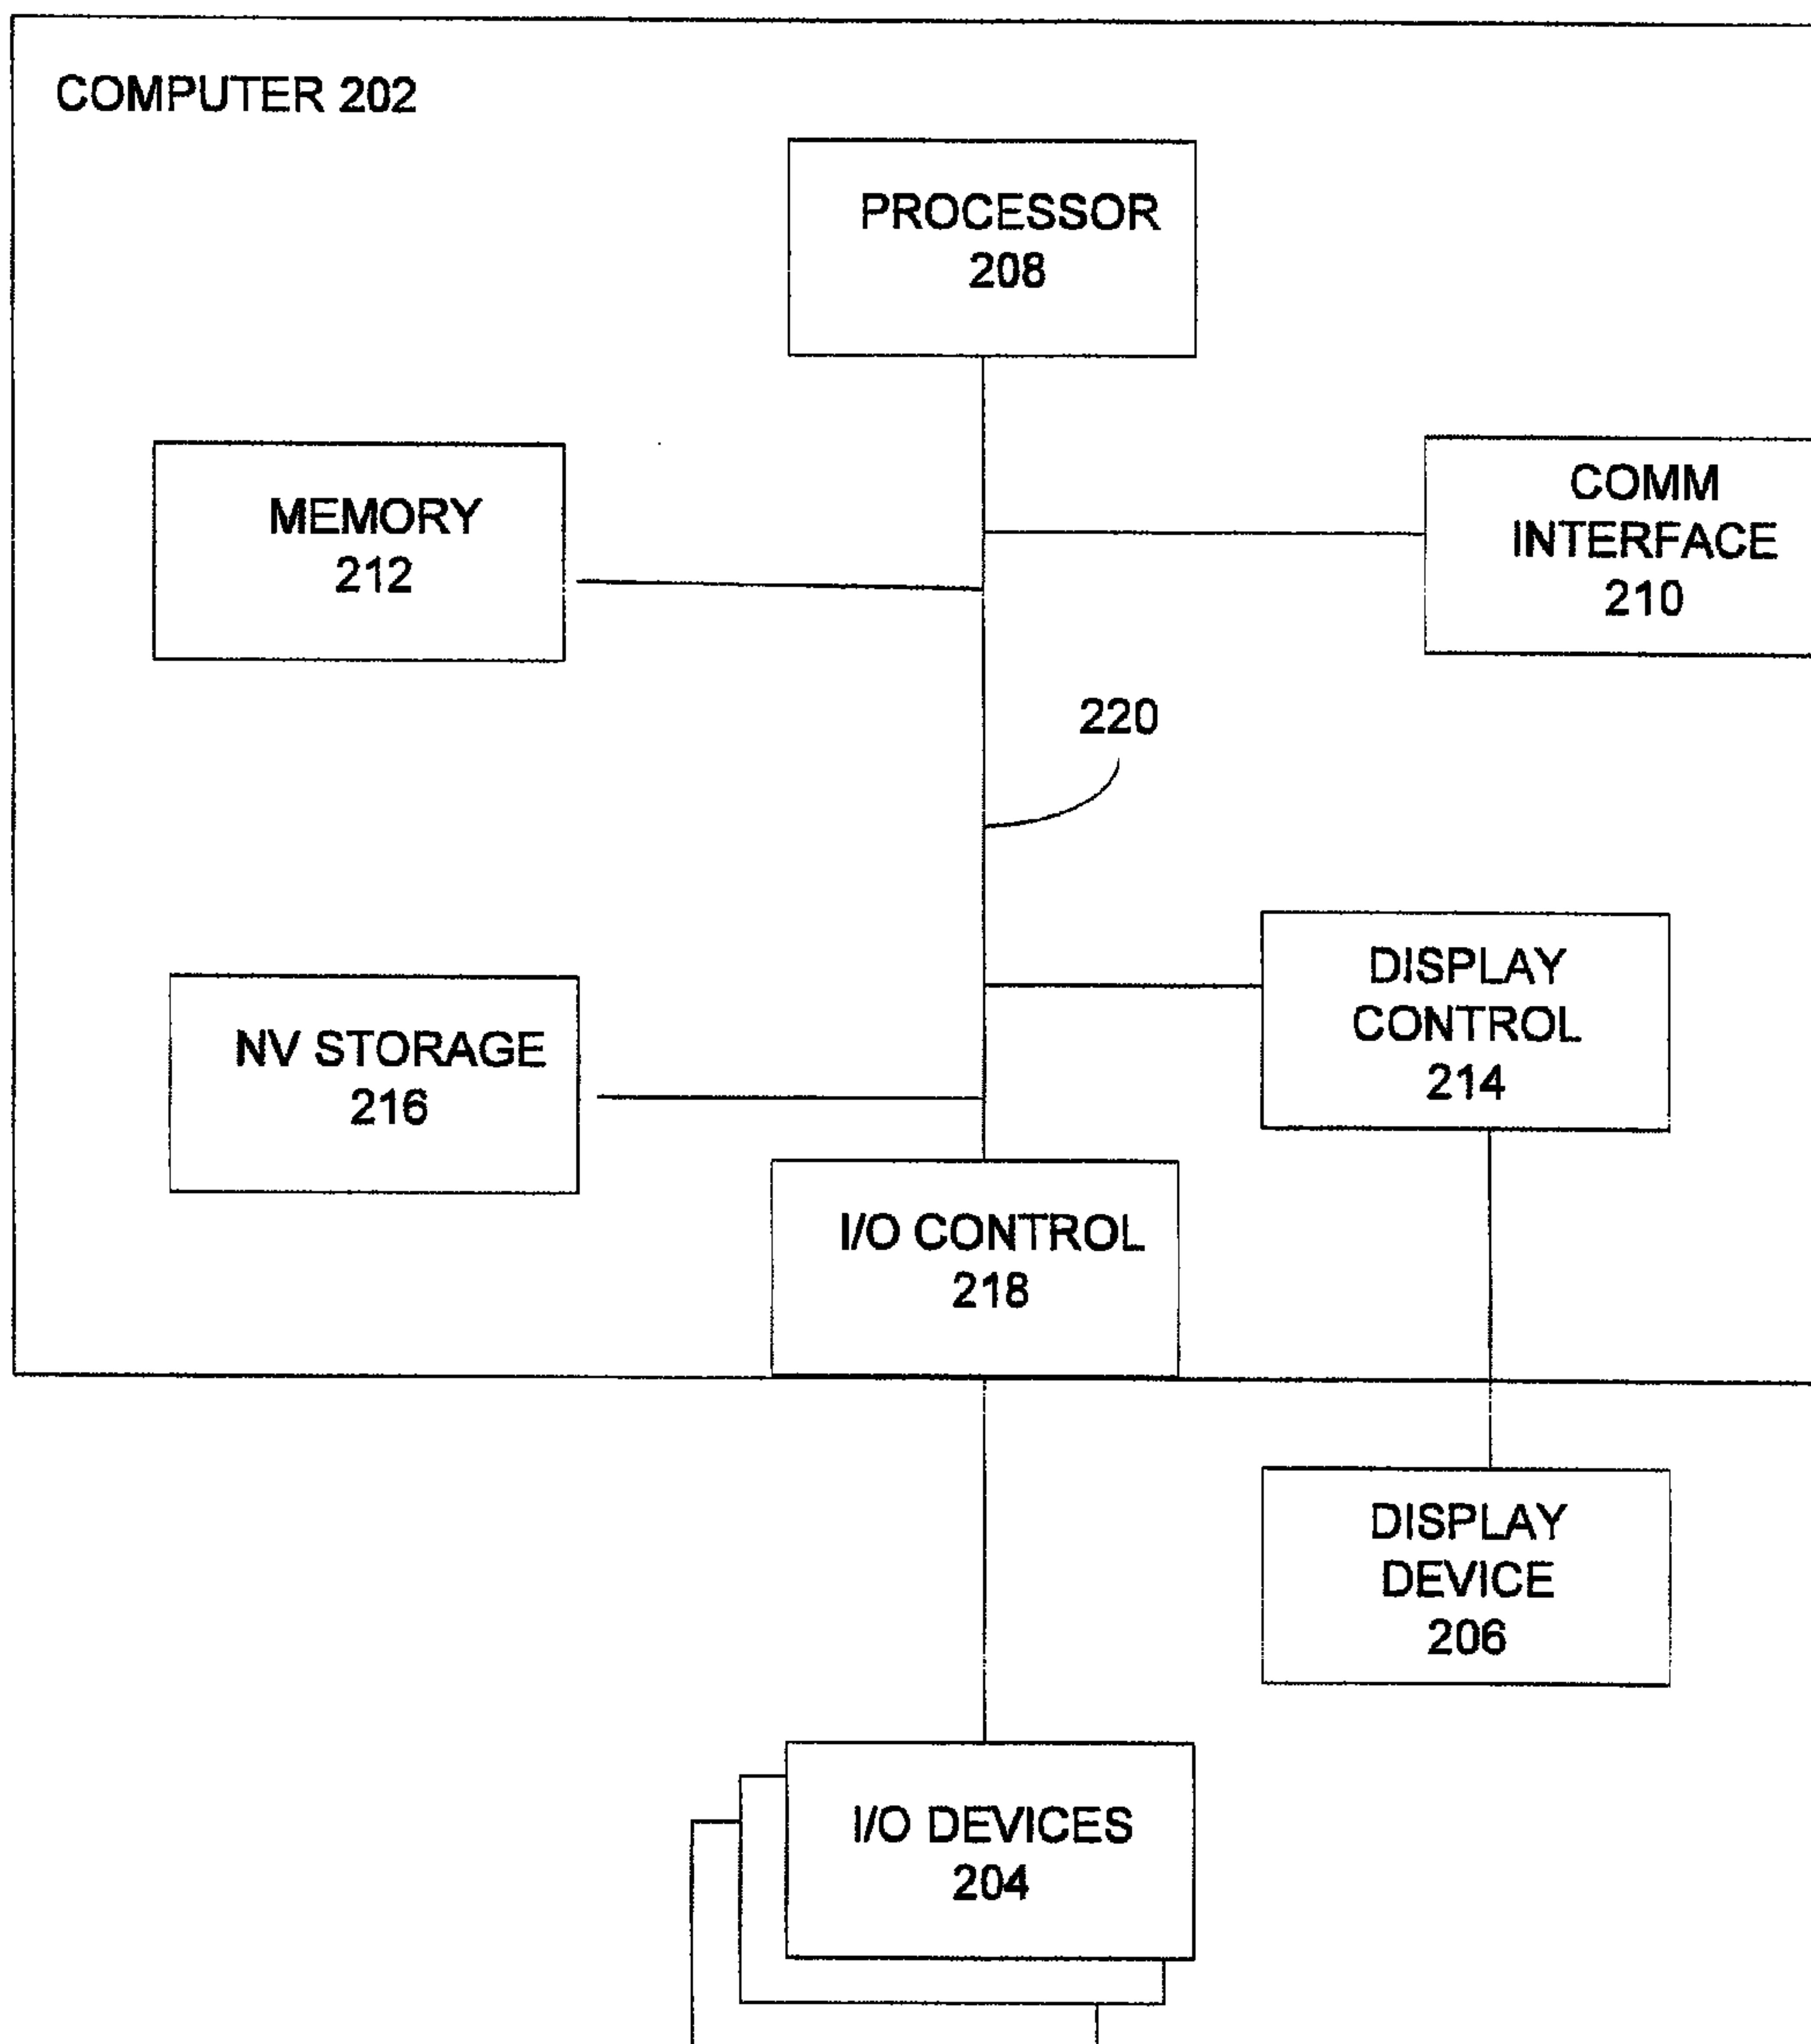 COMPUTER 202
PROCESSOR
208
MEMORY
212
COMM
INTERFACE
210
220
DISPLAY
CONTROL
214
NV STORAGE
216
I/O CONTROL
218
DISPLAY
DEVICE
206
I/O DEVICES
204